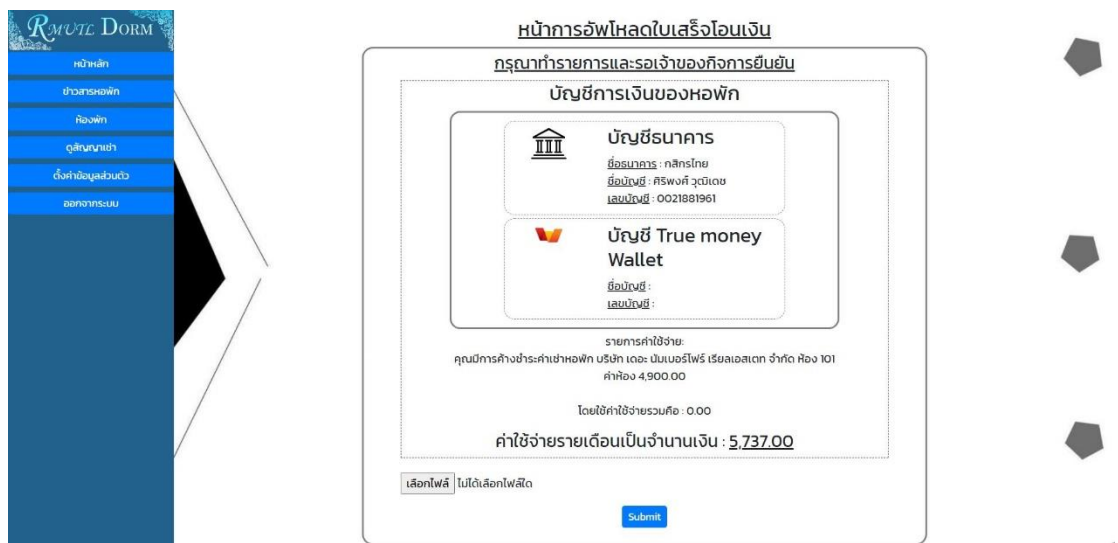 RMUTL DORM
หน้าหลัก
ข่าวสารหอพัก
ห้องพัก
ดูสัญญาเช่า
ตั้งค่าข้อมูลส่วนตัว
ออกจากระบบ
หน้าการอัพโหลดใบเสร็จโอนเงิน
กรุณาทำรายการและรอเจ้าของกิจการยืนยัน
บัญชีการเงินของหอพัก
บัญชีธนาคาร
ชื่อธนาคาร : กสิกรไทย
ชื่อบัญชี : ศิริพงศ์ วุฒิเดช
เลขบัญชี : 0021881961
บัญชี True money
Wallet
ชื่อบัญชี :
เลขบัญชี :
รายการค่าใช้จ่าย:
คุณมีการค้างชำระค่าเช่าหอพัก บริษัท เดอะ นัมเบอร์โฟร์ เรียลเอสเตท จำกัด ห้อง 101
ค่าห้อง 4,900.00
โดยใช้ค่าใช้จ่ายรวมคือ : 0.00
ค่าใช้จ่ายรายเดือนเป็นจำนวนเงิน : 5,737.00
เลือกไฟล์ ไม่ได้เลือกไฟล์ใด
Submit